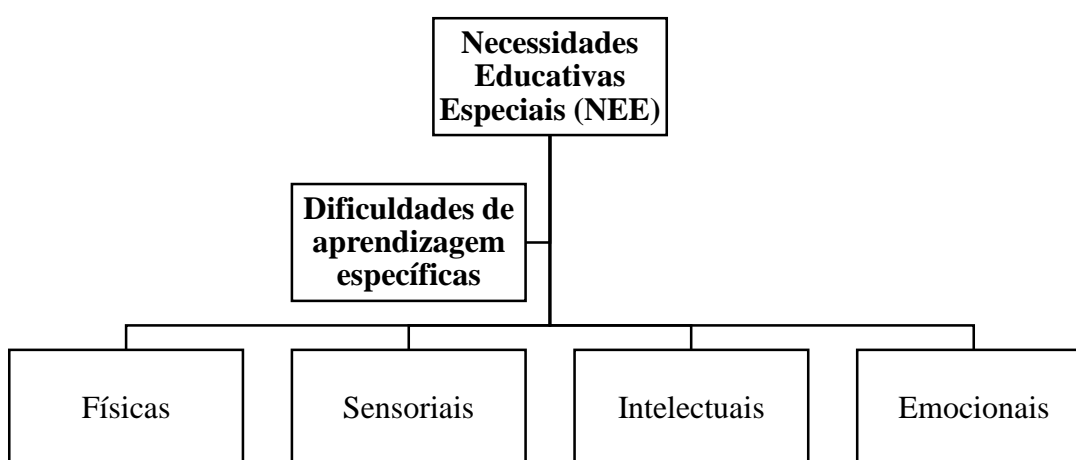 Necessidades
Educativas
Especiais (NEE)
Dificuldades de
aprendizagem
específicas
Físicas
Sensoriais
Intelectuais
Emocionais